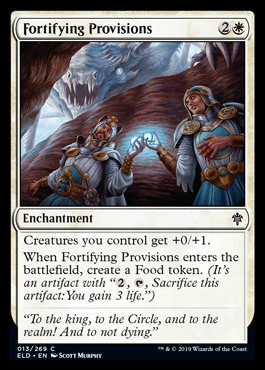 Fortifying Provisions 2
Enchantment
Creatures you control get +0/+1.
When Fortifying Provisions enters the
battlefield, create a Food token. (It's
an artifact with “2, , Sacrifice this
artifact:You gain 3 life.”)
“To the king, to the Circle, and to the
realm! And to not dying.”
013/269 C
ELD • EN Scott Murphy
™ & © 2019 Wizards of the Coast